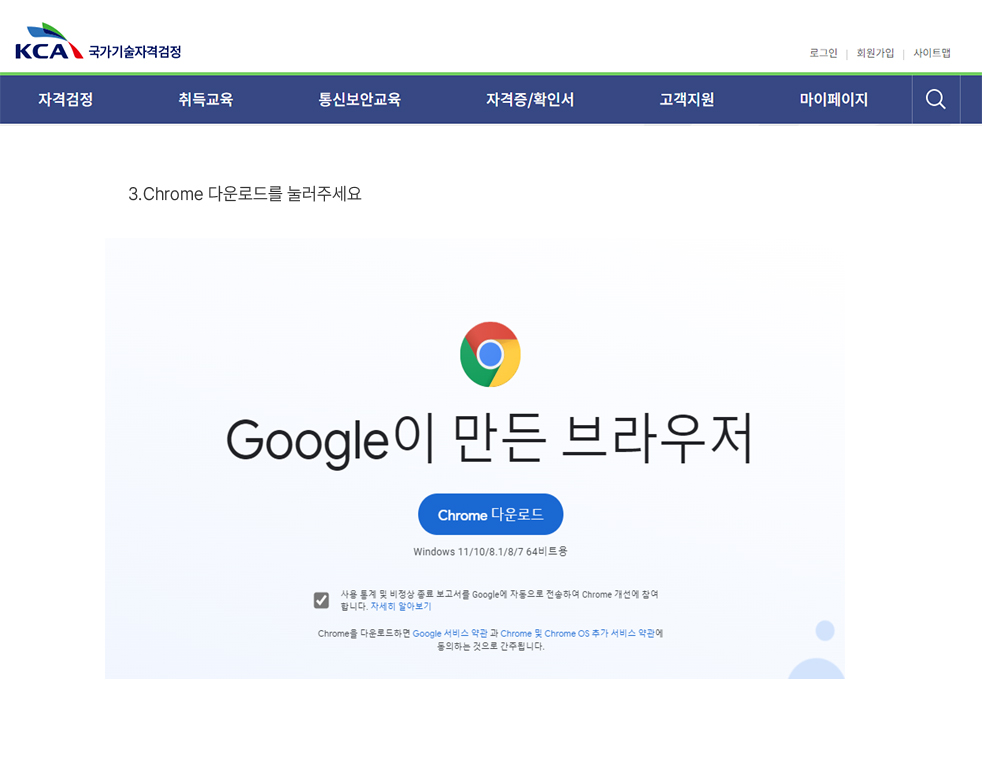 KCA 국가기술자격검정
로그인 | 회원가입 | 사이트맵
자격검정 취득교육 통신보안교육 자격증/확인서 고객지원 마이페이지
3.Chrome 다운로드를 눌러주세요
Google이 만든 브라우저
Chrome 다운로드
Windows 11/10/8.1/8/7 64비트용
사용 통계 및 비정상 종료 보고서를 Google에 자동으로 전송하여 Chrome 개선에 참여
합니다. 자세히 알아보기
Chrome을 다운로드하면 Google 서비스 약관 과 Chrome 및 Chrome OS 추가 서비스 약관에
동의하는 것으로 간주됩니다.